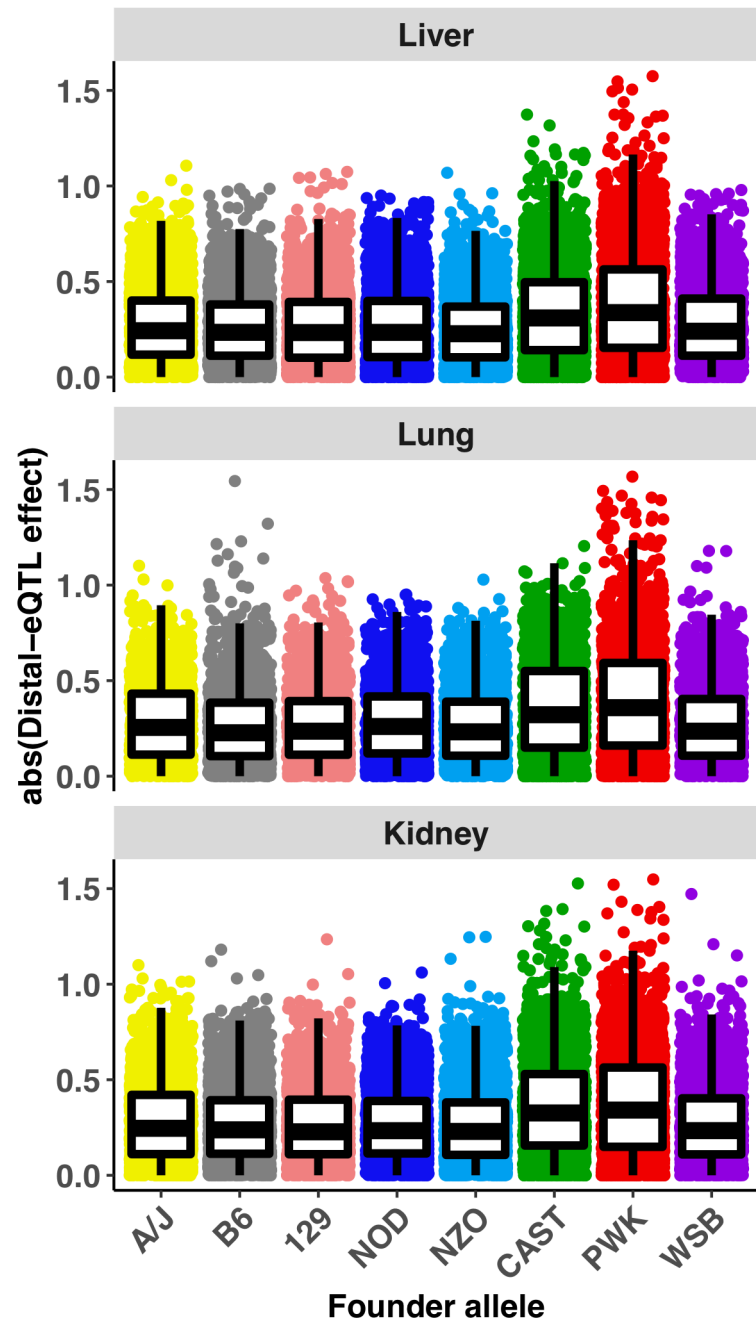 Liver
1.5
1.0
0.5
0.0
Lung
1.5
1.0
0.5
0.0
Kidney
1.5
1.0
0.5
0.0
abs(Distal−eQTL effect)
A/J
B6
129
NOD
NZO
CAST
PWK
WSB
Founder allele